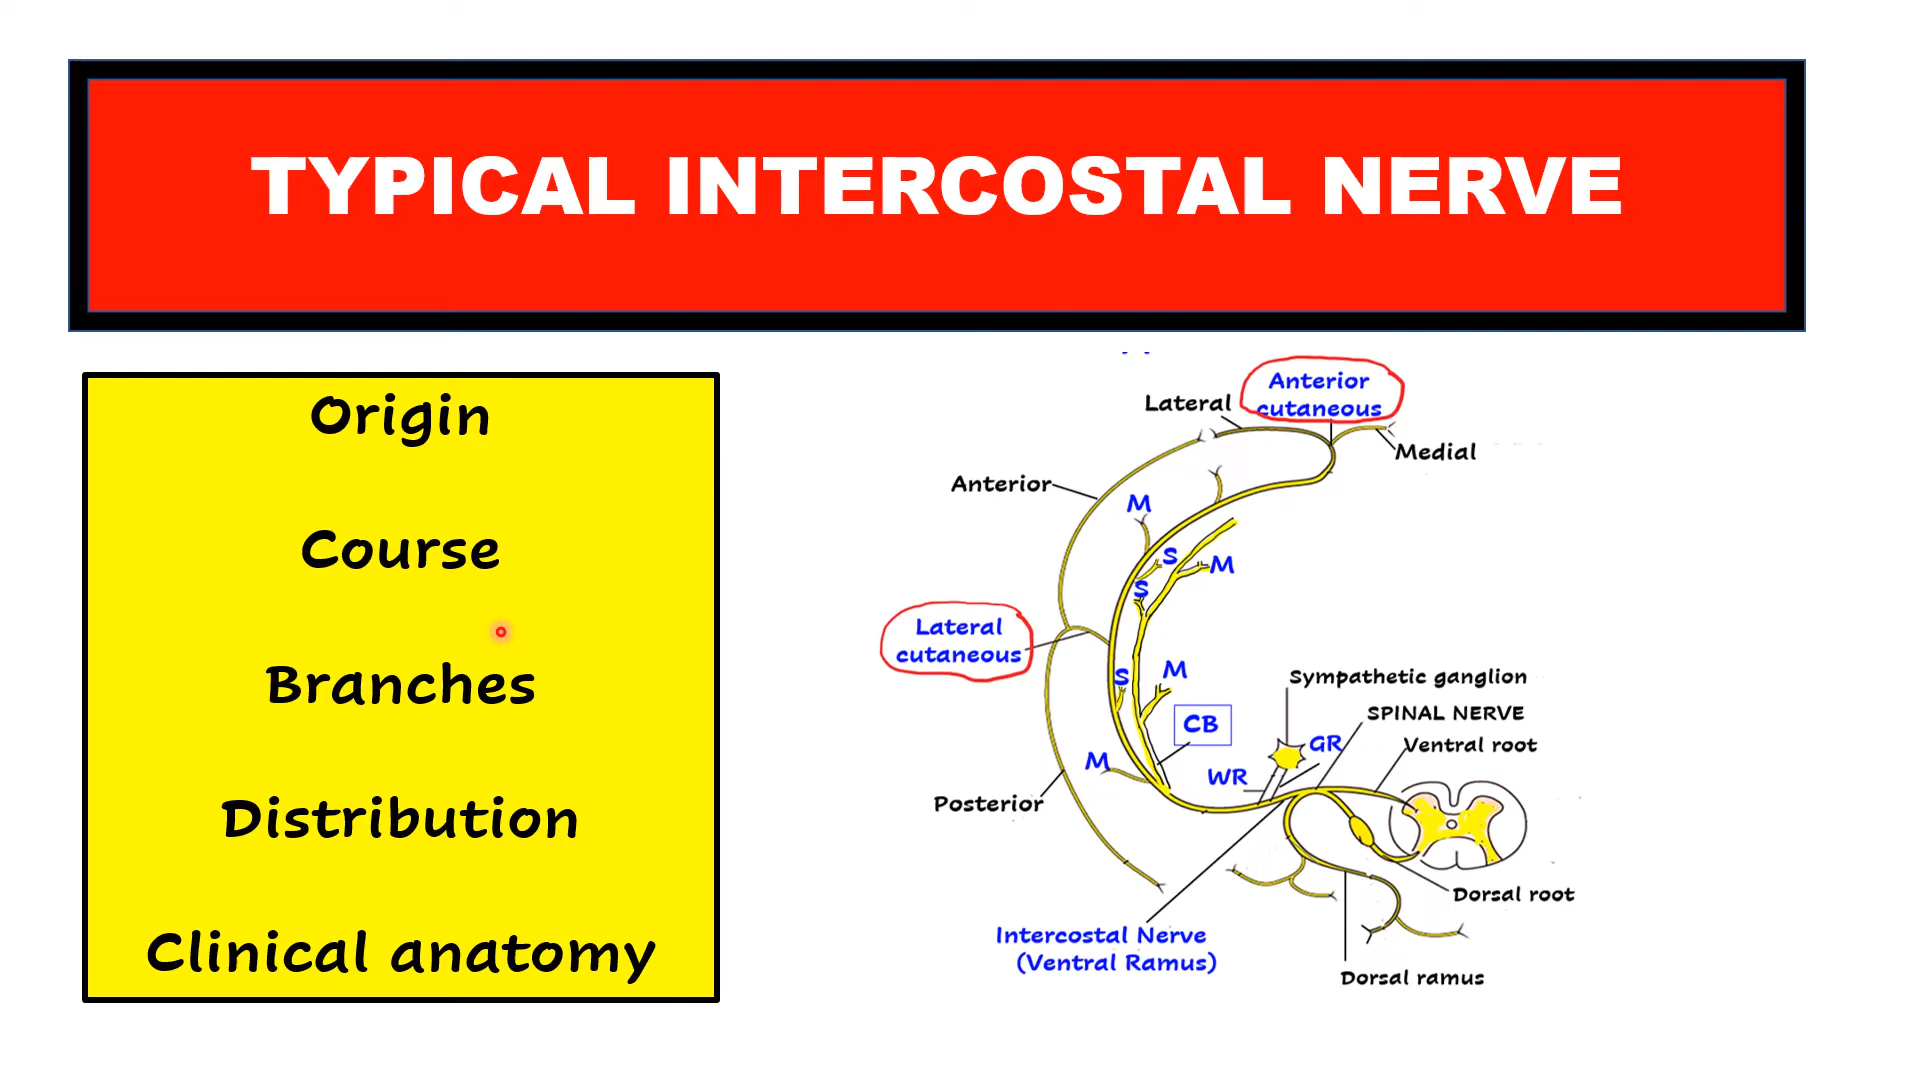 TYPICAL INTERCOSTAL NERVE
Origin
Course
Branches
Distribution
Clinical anatomy
Anterior
cutaneous
Lateral
Medial
Anterior
M
S
M
S
Lateral
cutaneous
S
M
Sympathetic ganglion
CB
SPINAL NERVE
GR
Ventral root
M
WR
Posterior
Dorsal root
Intercostal Nerve
(Ventral Ramus)
Dorsal ramus